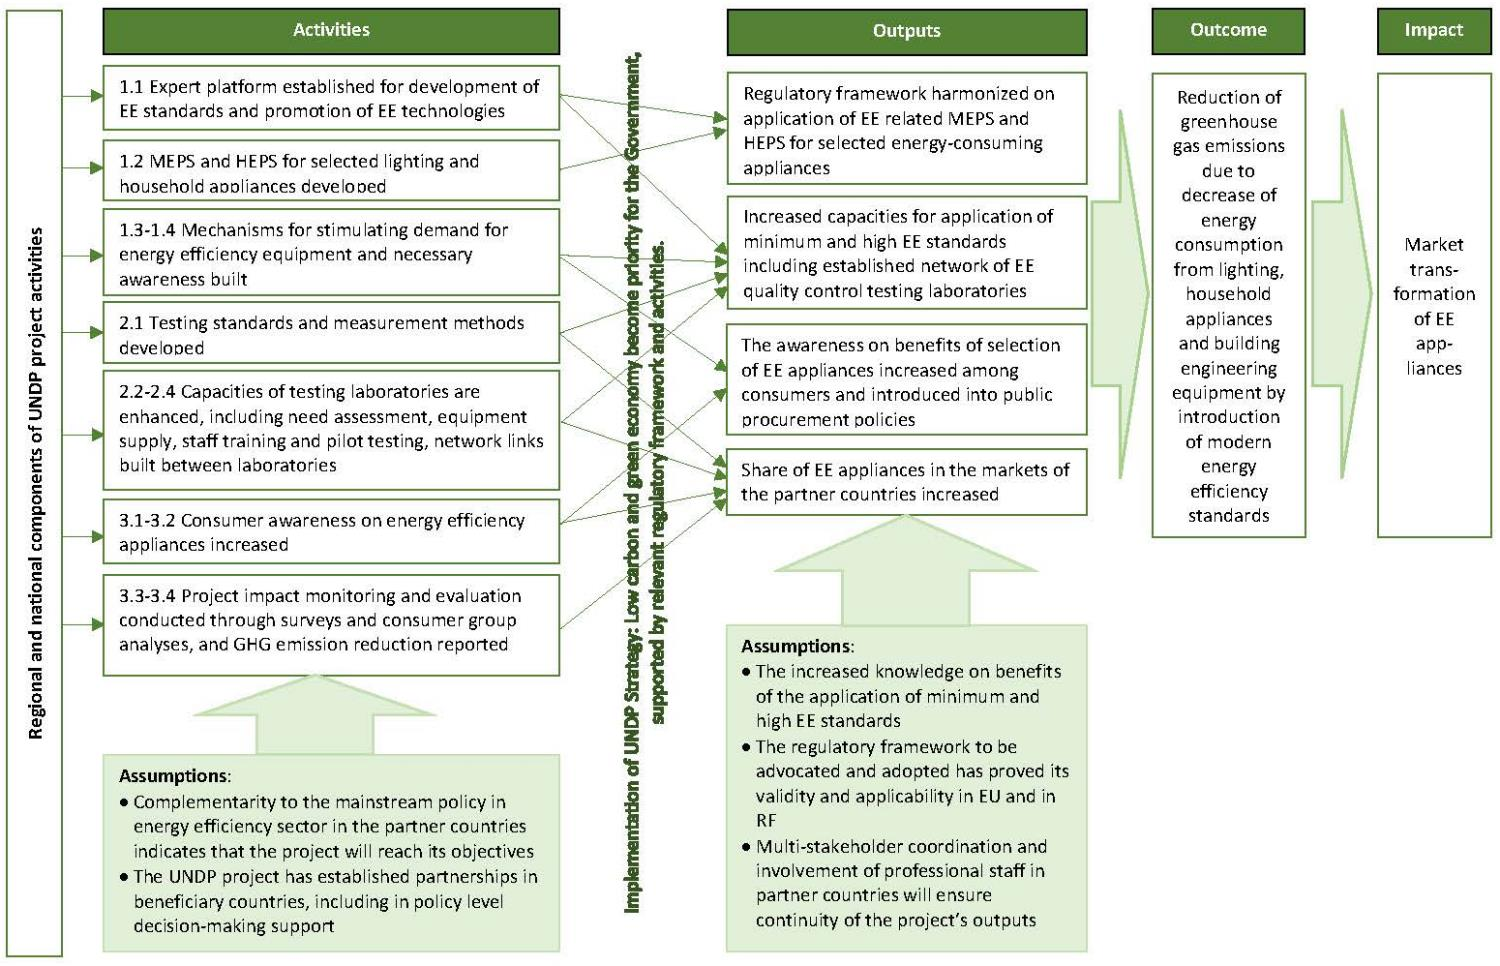 Activities
Outputs
Outcome
Impact
Regional and national components of UNDP project activities
1.1 Expert platform established for development of
EE standards and promotion of EE technologies
1.2 MEPS and HEPS for selected lighting and
household appliances developed
1.3-1.4 Mechanisms for stimulating demand for
energy efficiency equipment and necessary
awareness built
2.1 Testing standards and measurement methods
developed
2.2-2.4 Capacities of testing laboratories are
enhanced, including need assessment, equipment
supply, staff training and pilot testing, network links
built between laboratories
3.1-3.2 Consumer awareness on energy efficiency
appliances increased
3.3-3.4 Project impact monitoring and evaluation
conducted through surveys and consumer group
analyses, and GHG emission reduction reported
Assumptions:
• Complementarity to the mainstream policy in
energy efficiency sector in the partner countries
indicates that the project will reach its objectives
• The UNDP project has established partnerships in
beneficiary countries, including in policy level
decision-making support
Implementation of UNDP Strategy: Low carbon and green economy become priority for the Government,
supported by relevant regulatory framework and activities.
Regulatory framework harmonized on
application of EE related MEPS and
HEPS for selected energy-consuming
appliances
Increased capacities for application of
minimum and high EE standards
including established network of EE
quality control testing laboratories
The awareness on benefits of selection
of EE appliances increased among
consumers and introduced into public
procurement policies
Share of EE appliances in the markets of
the partner countries increased
Assumptions:
• The increased knowledge on benefits
of the application of minimum and
high EE standards
• The regulatory framework to be
advocated and adopted has proved its
validity and applicability in EU and in
RF
• Multi-stakeholder coordination and
involvement of professional staff in
partner countries will ensure
continuity of the project's outputs
Reduction of
greenhouse
gas emissions
due to
decrease of
energy
consumption
from lighting,
household
appliances
and building
engineering
equipment by
introduction
of modern
energy
efficiency
standards
Market
trans-
formation
of EE
app-
liances